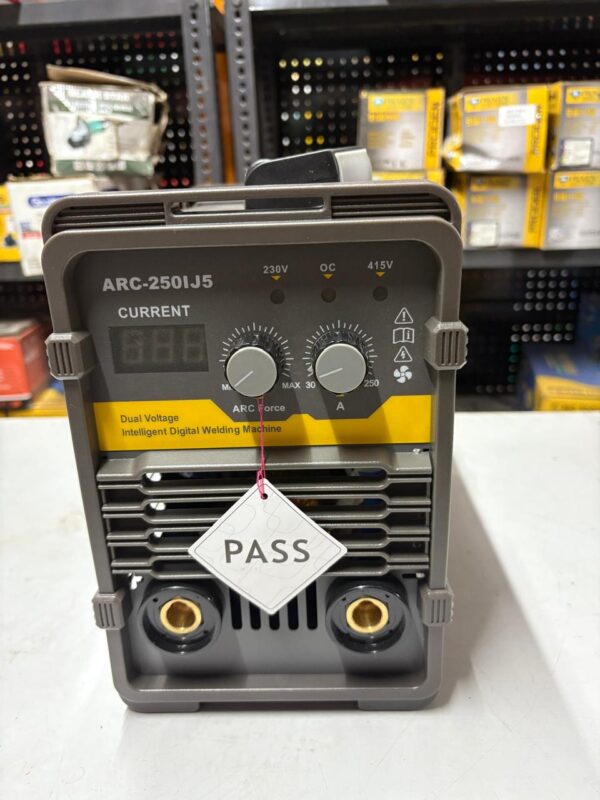 230V OC 415V
ARC-250IJ5
CURRENT
MAX 30 250
ARC Force A
Dual Voltage
Intelligent Digital Welding Machine
PASS